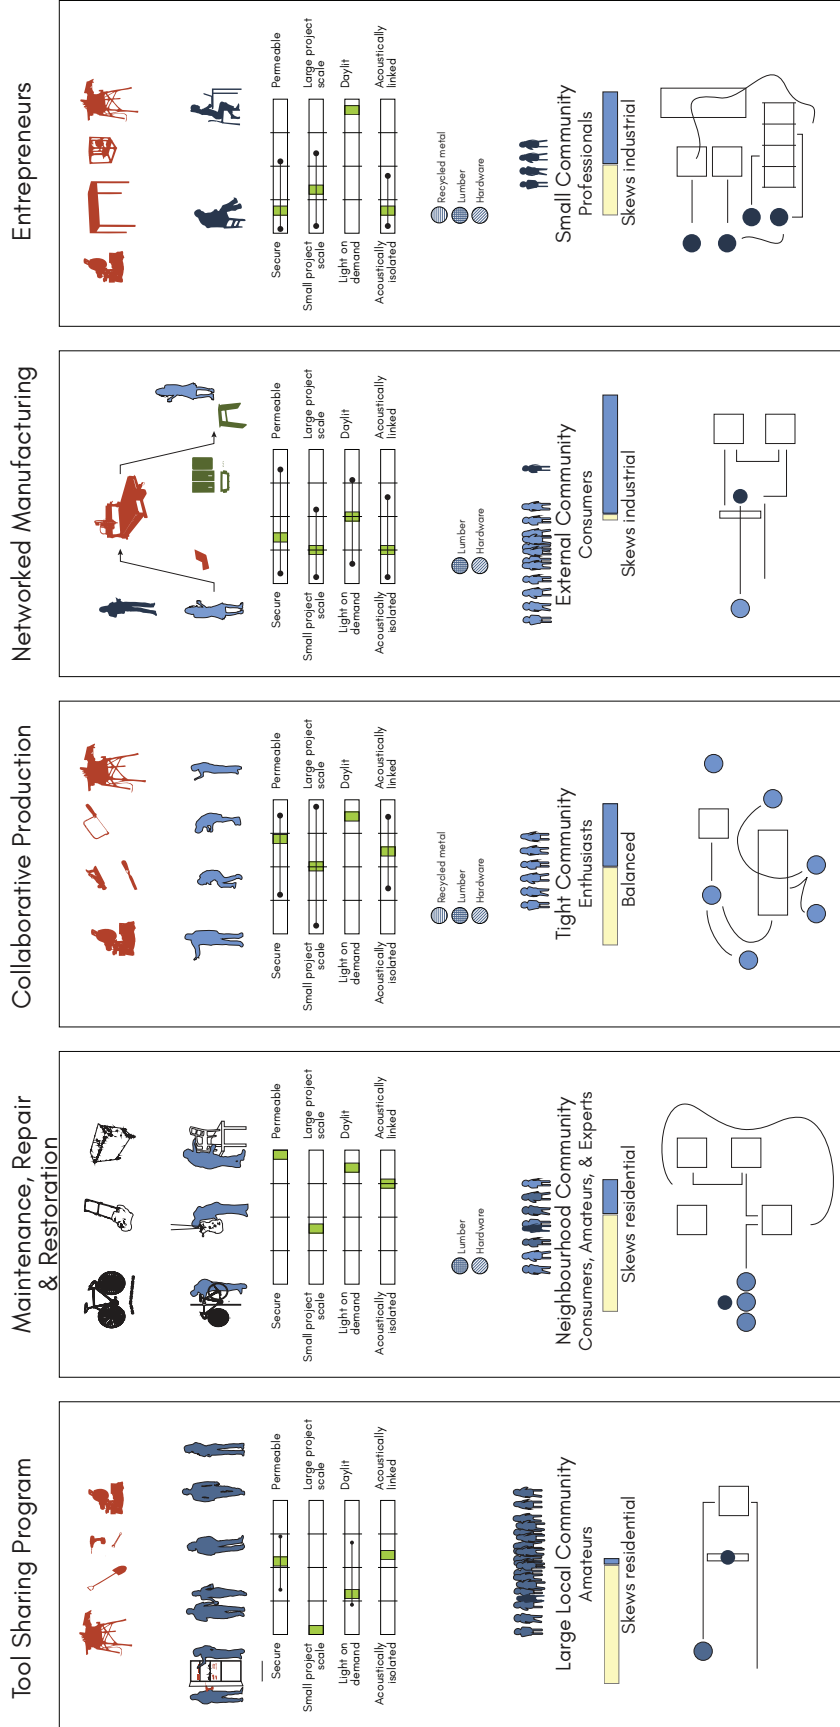 Tool Sharing Program
Secure
Permeable
Small project
scale
Large project
scale
Light on
demand
Daylit
Acoustically
isolated
Acoustically
linked
Large Local Community
Amateurs
Skews residential
Maintenance, Repair
& Restoration
Secure
Permeable
Small project
scale
Large project
scale
Light on
demand
Daylit
Acoustically
isolated
Acoustically
linked
Lumber
Hardware
Neighbourhood Community
Consumers, Amateurs, & Experts
Skews residential
Collaborative Production
Secure
Permeable
Small project
scale
Large project
scale
Light on
demand
Daylit
Acoustically
isolated
Acoustically
linked
Recycled metal
Lumber
Hardware
Tight Community
Enthusiasts
Balanced
Networked Manufacturing
Secure
Permeable
Small project
scale
Large project
scale
Light on
demand
Daylit
Acoustically
isolated
Acoustically
linked
Lumber
Hardware
External Community
Consumers
Skews industrial
Entrepreneurs
Secure
Permeable
Small project
scale
Large project
scale
Light on
demand
Daylit
Acoustically
isolated
Acoustically
linked
Recycled metal
Lumber
Hardware
Small Community
Professionals
Skews industrial